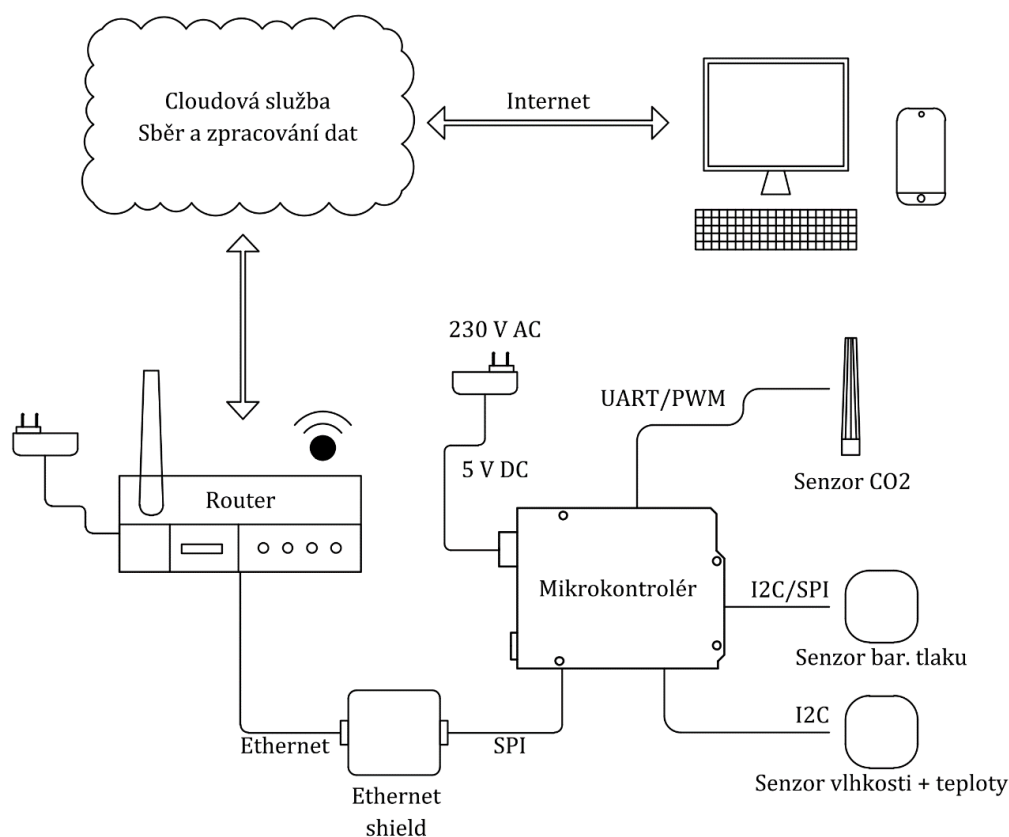 Cloudová služba
Sběr a zpracování dat
Internet
230 V AC
UART/PWM
5 V DC
Senzor CO2
Router
Mikrokontrolér
I2C/SPI
Senzor bar. tlaku
I2C
Ethernet
SPI
Senzor vlhkosti + teploty
Ethernet
shield